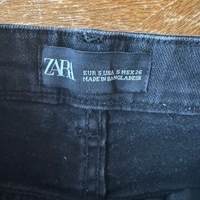 ZARA
EUR S USA S MEX 26
MADE IN BANGLADESH